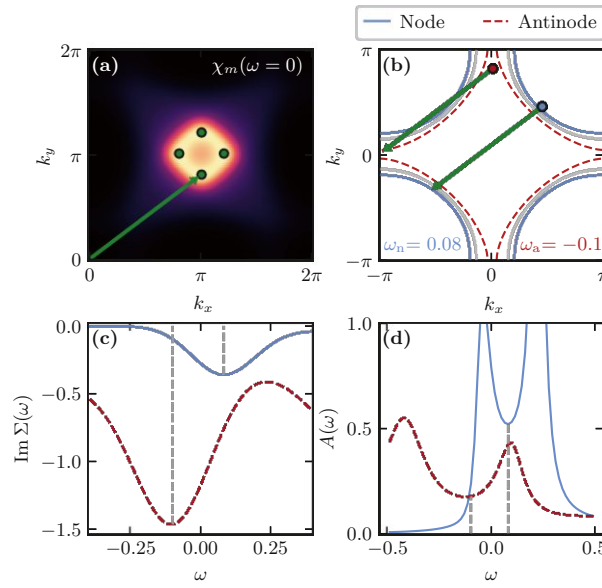 Node Antinode
(a) χm(ω = 0)
2π
π
0
ky
0 π 2π
kx
(b)
π
0
−π
ky
ωn = 0.08 ωa = −0.1
−π 0 π
kx
(c)
0.0
−0.5
−1.0
−1.5
Im Σ(ω)
−0.25 0.00 0.25
ω
(d)
1.0
0.5
0.0
A(ω)
−0.5 0.0 0.5
ω